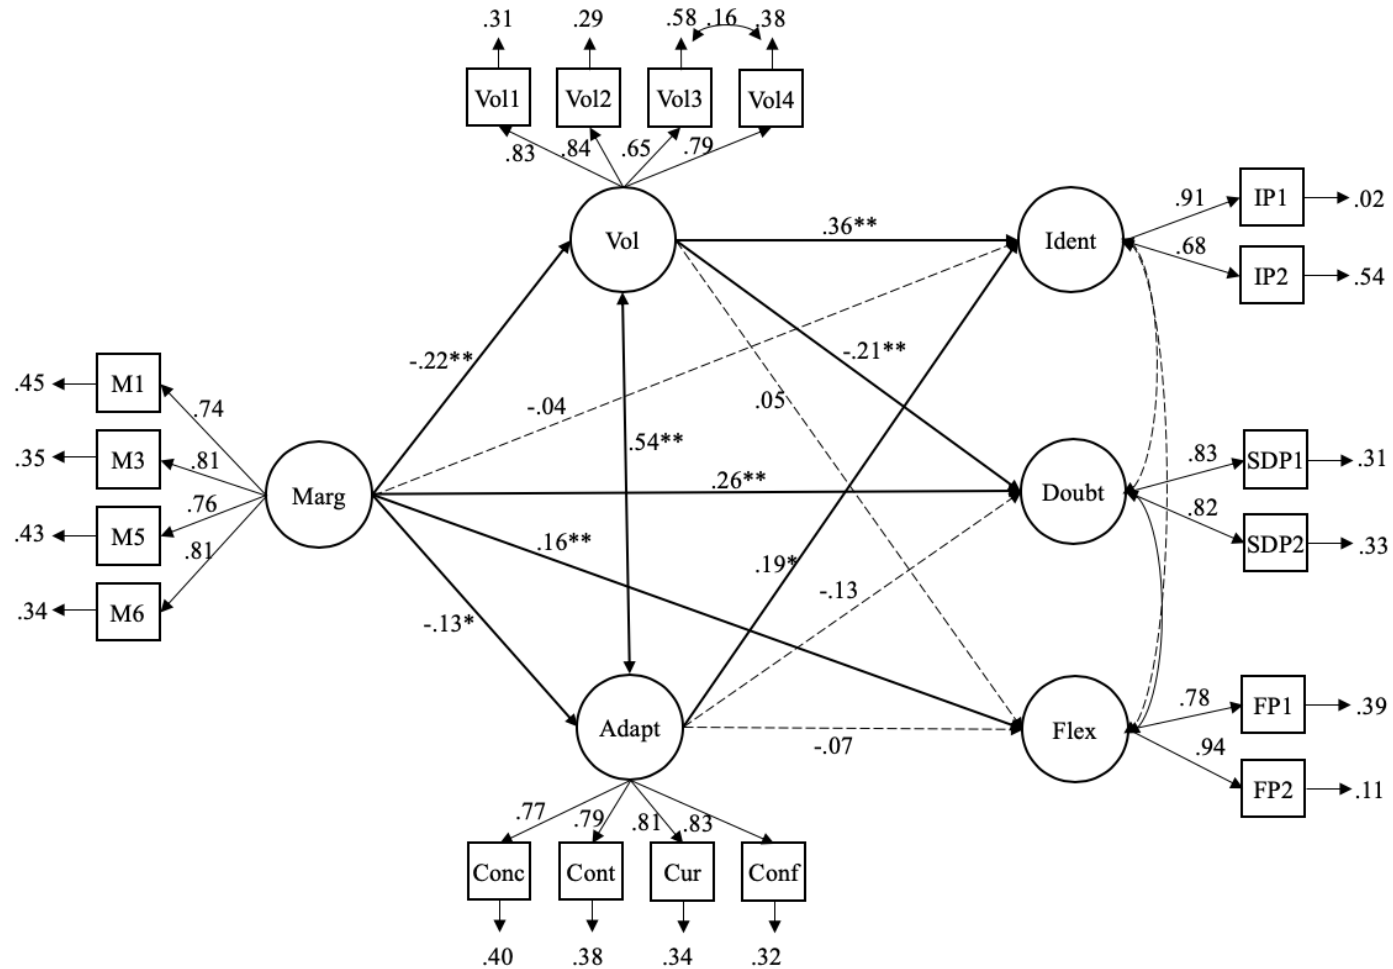 .31 .29 .58 .16 .38
Vol1 Vol2 Vol3 Vol4
.83 .84 .65 .79
Vol .36** Ident
.91 IP1 .02
.68 IP2 .54
-.22** -.21**
-.04 .05
.54**
.45 M1 .74
.35 M3 .81
.43 M5 .76
.34 M6 .81
Marg .26** Doubt
.83 SDP1 .31
.82 SDP2 .33
.16** .19* -.13
-.13*
Adapt -.07 Flex
.78 FP1 .39
.94 FP2 .11
.77 .79 .81 .83
Conc Cont Cur Conf
.40 .38 .34 .32